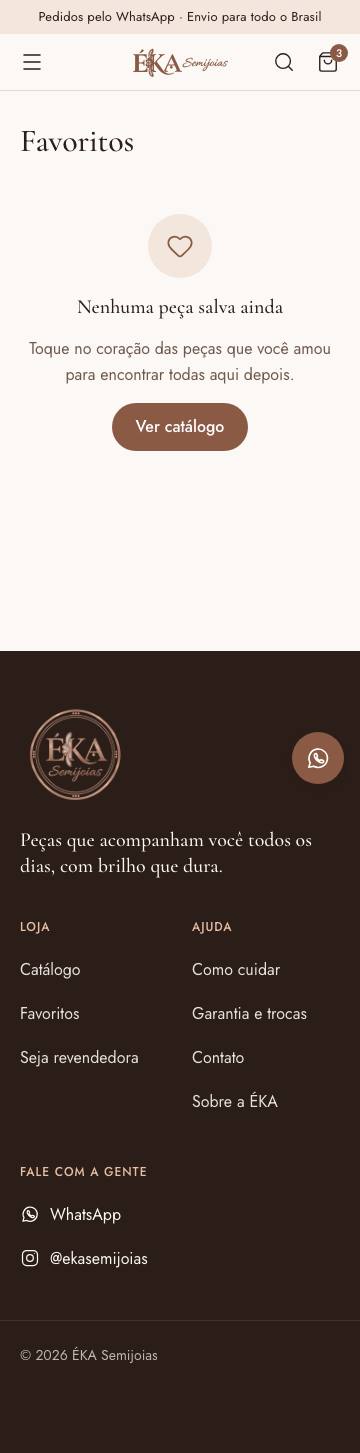 Pedidos pelo WhatsApp · Envio para todo o Brasil
ÉKA Semijoias
3
Favoritos
Nenhuma peça salva ainda
Toque no coração das peças que você amou
para encontrar todas aqui depois.
Ver catálogo
ÉKA
Semijoias
Peças que acompanham você todos os
dias, com brilho que dura.
LOJA
Catálogo
Favoritos
Seja revendedora
AJUDA
Como cuidar
Garantia e trocas
Contato
Sobre a ÉKA
FALE COM A GENTE
WhatsApp
@ekasemijoias
© 2026 ÉKA Semijoias